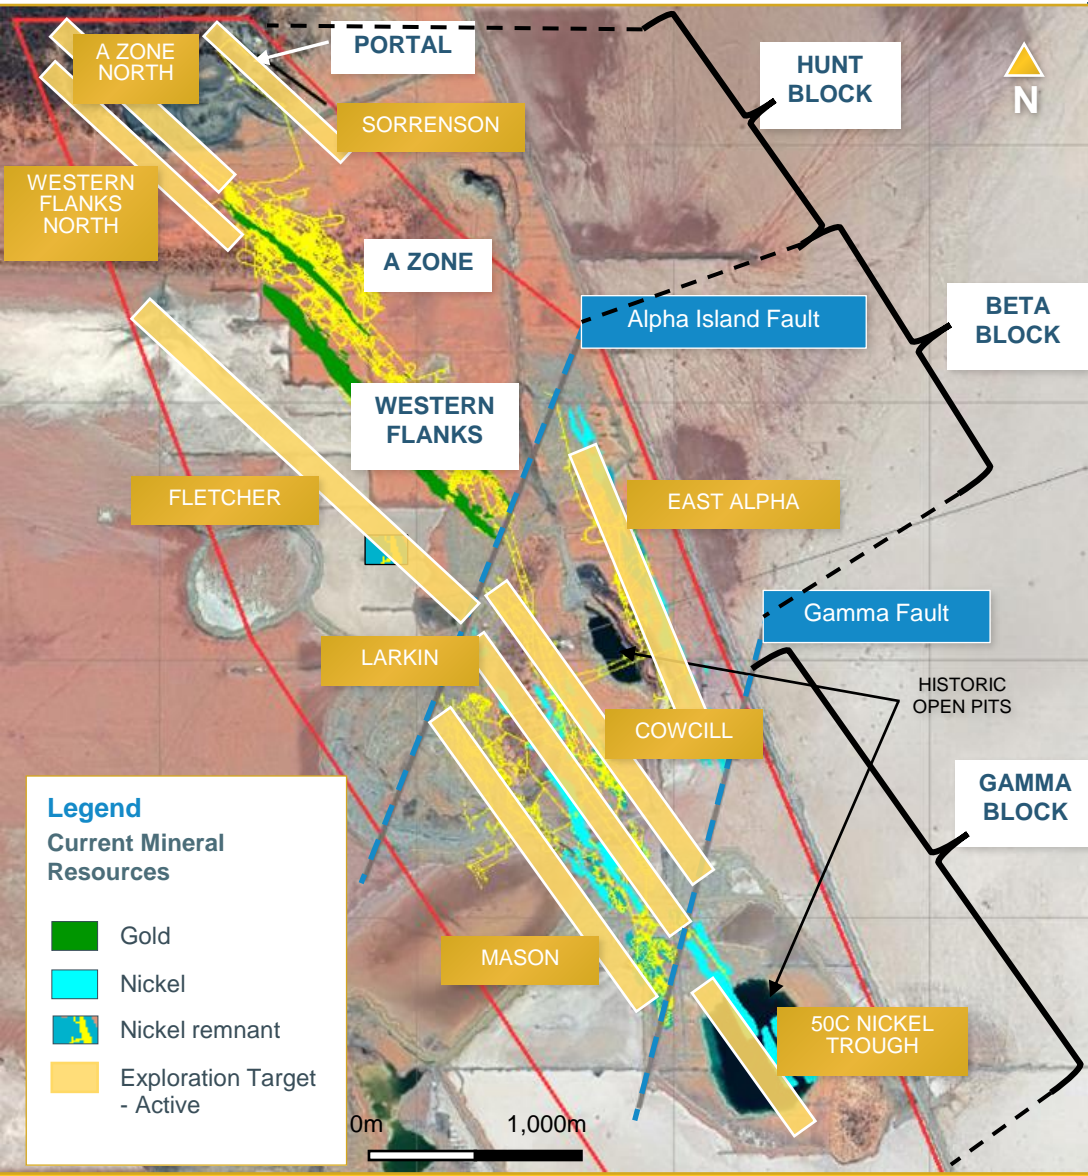 A ZONE
NORTH
PORTAL
HUNT
BLOCK
N
SORRENSON
WESTERN
FLANKS
NORTH
A ZONE
Alpha Island Fault
BETA
BLOCK
WESTERN
FLANKS
FLETCHER
EAST ALPHA
Gamma Fault
LARKIN
HISTORIC
OPEN PITS
COWCILL
GAMMA
BLOCK
Legend
Current Mineral
Resources
Gold
Nickel
Nickel remnant
Exploration Target
- Active
MASON
50C NICKEL
TROUGH
0m 1,000m